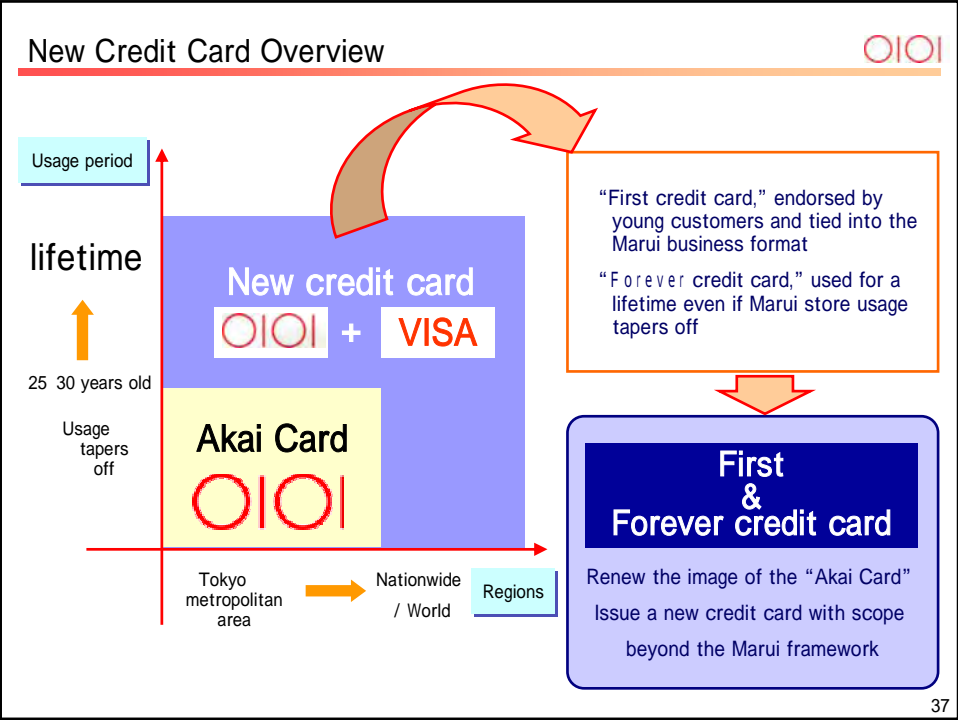 New Credit Card Overview
OIOI
Usage period
lifetime
25 30 years old
Usage
tapers
off
New credit card
OIOI + VISA
Akai Card
OIOI
Tokyo
metropolitan
area
Nationwide
/ World
Regions
“First credit card,” endorsed by
young customers and tied into the
Marui business format
“Forever credit card,” used for a
lifetime even if Marui store usage
tapers off
First
&
Forever credit card
Renew the image of the “Akai Card”
Issue a new credit card with scope
beyond the Marui framework
37